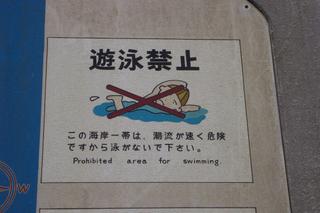 遊泳禁止
この海岸一帯は、潮流が速く危険
ですから泳がないで下さい。
Prohibited area for swimming.
W